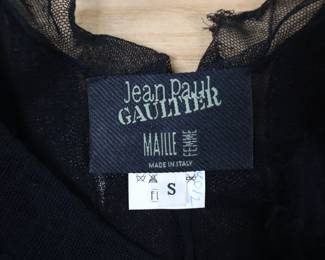 Jean Paul
GAULTIER
MAILLE FEMME
MADE IN ITALY
S